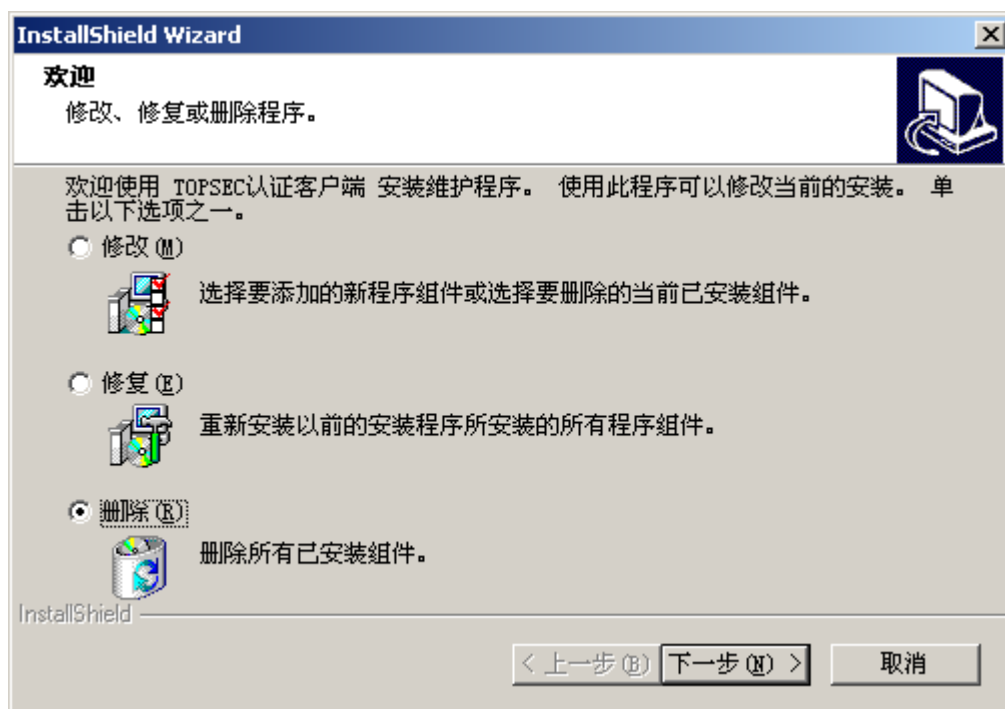 InstallShield Wizard
欢迎
修改、修复或删除程序。
欢迎使用 TOPSEC认证客户端 安装维护程序。 使用此程序可以修改当前的安装。 单
击以下选项之一。
修改(M)
选择要添加的新程序组件或选择要删除的当前已安装组件。
修复(E)
重新安装以前的安装程序所安装的所有程序组件。
删除(R)
删除所有已安装组件。
InstallShield
< 上一步(B) 下一步(N) > 取消